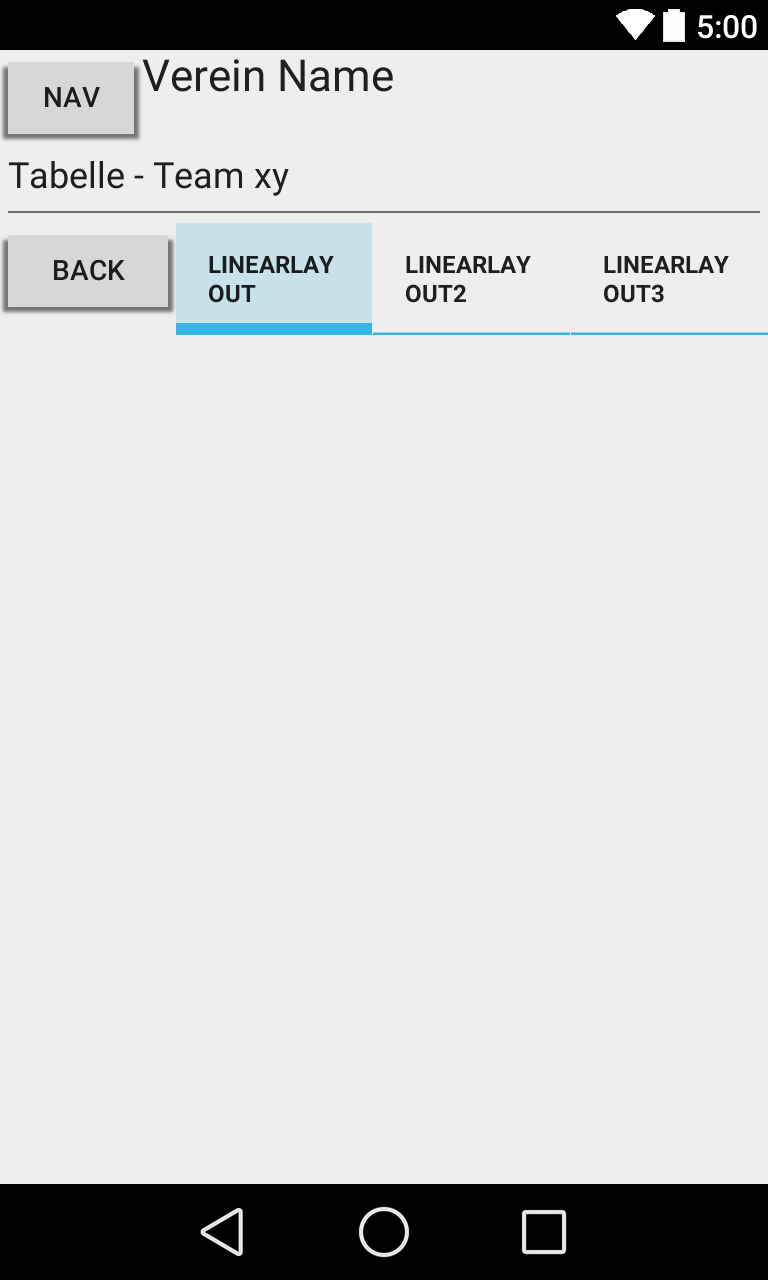 5:00
NAV
Verein Name
Tabelle - Team xy
BACK
LINEARLAY
OUT
LINEARLAY
OUT2
LINEARLAY
OUT3